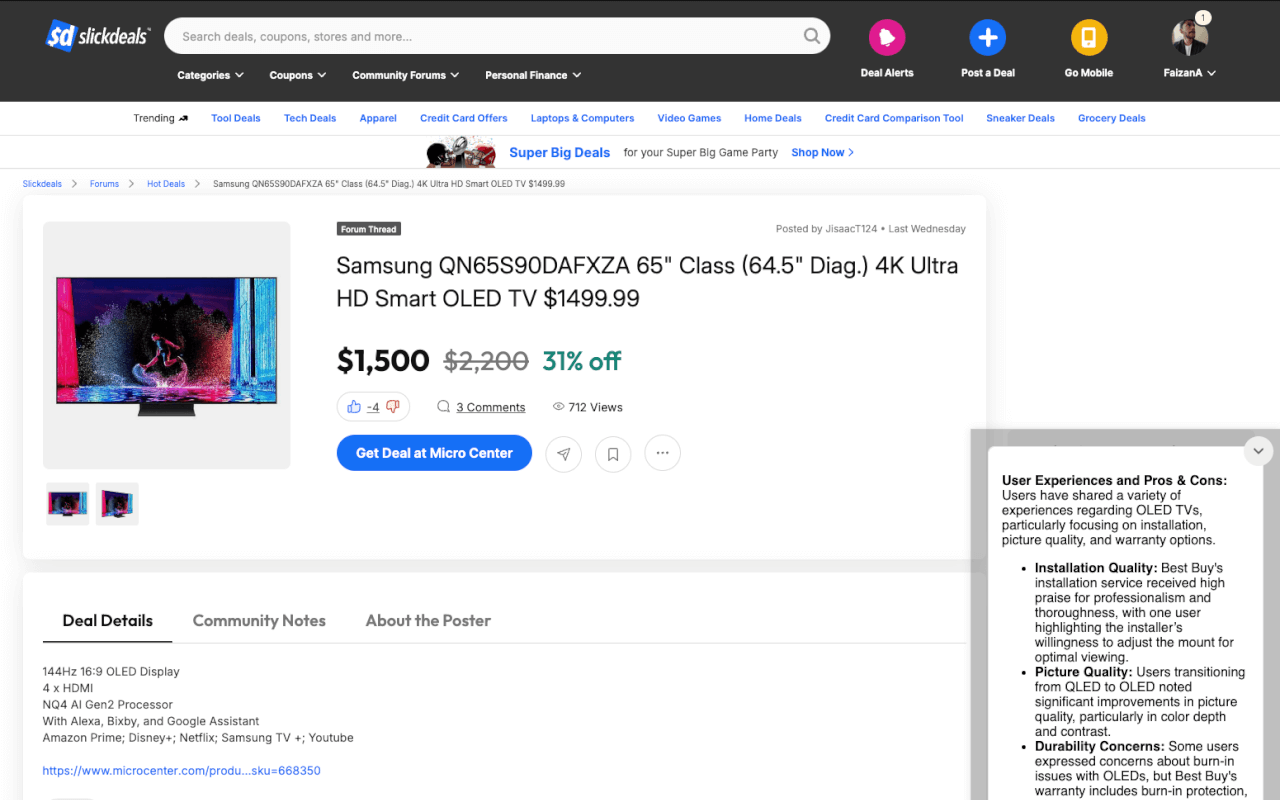 $d slickdeals
Search deals, coupons, stores and more...
1
Categories
Coupons
Community Forums
Personal Finance
Deal Alerts
Post a Deal
Go Mobile
FaizanA
Trending
Tool Deals
Tech Deals
Apparel
Credit Card Offers
Laptops & Computers
Video Games
Home Deals
Credit Card Comparison Tool
Sneaker Deals
Grocery Deals
Super Big Deals for your Super Big Game Party Shop Now
Slickdeals > Forums > Hot Deals > Samsung QN65S90DAFXZA 65" Class (64.5" Diag.) 4K Ultra HD Smart OLED TV $1499.99
Forum Thread
Posted by JisaacT124 • Last Wednesday
Samsung QN65S90DAFXZA 65" Class (64.5" Diag.) 4K Ultra
HD Smart OLED TV $1499.99
$1,500 $2,200 31% off
-4
3 Comments
712 Views
Get Deal at Micro Center
Deal Details
Community Notes
About the Poster
144Hz 16:9 OLED Display
4 x HDMI
NQ4 AI Gen2 Processor
With Alexa, Bixby, and Google Assistant
Amazon Prime; Disney+; Netflix; Samsung TV +; Youtube
https://www.microcenter.com/produ...sku=668350
User Experiences and Pros & Cons:
Users have shared a variety of
experiences regarding OLED TVs,
particularly focusing on installation,
picture quality, and warranty options.
• Installation Quality: Best Buy's
installation service received high
praise for professionalism and
thoroughness, with one user
highlighting the installer's
willingness to adjust the mount for
optimal viewing.
• Picture Quality: Users transitioning
from QLED to OLED noted
significant improvements in picture
quality, particularly in color depth
and contrast.
• Durability Concerns: Some users
expressed concerns about burn-in
issues with OLEDs, but Best Buy's
warranty includes burn-in protection,